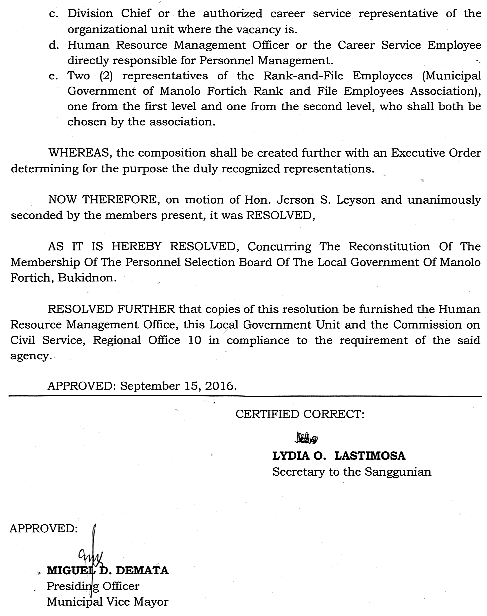 c. Division Chief or the authorized career service representative of the
organizational unit where the vacancy is.
d. Human Resource Management Officer or the Career Service Employee
directly responsible for Personnel Management.
e. Two (2) representatives of the Rank-and-File Employees (Municipal
Government of Manolo Fortich Rank and File Employees Association),
one from the first level and one from the second level, who shall both be
chosen by the association.
WHEREAS, the composition shall be created further with an Executive Order
determining for the purpose the duly recognized representations.
NOW THEREFORE, on motion of Hon. Jerson S. Leyson and unanimously
seconded by the members present, it was RESOLVED,
AS IT IS HEREBY RESOLVED, Concurring The Reconstitution Of The
Membership Of The Personnel Selection Board Of The Local Government Of Manolo
Fortich, Bukidnon.
RESOLVED FURTHER that copies of this resolution be furnished the Human
Resource Management Office, this Local Government Unit and the Commission on
Civil Service, Regional Office 10 in compliance to the requirement of the said
agency.
APPROVED: September 15, 2016.
CERTIFIED CORRECT:
LYDIA O. LASTIMOSA
Secretary to the Sanggunian
APPROVED:
MIGUEL D. DEMATA
Presiding Officer
Municipal Vice Mayor